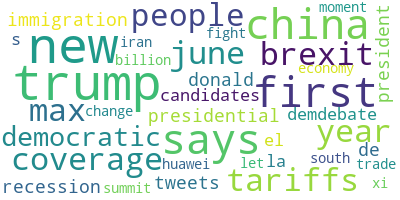 immigration people china moment
president
s new iran june fight brexit
billion donald economy
trump candidates first
max change presidential demdebate
democratic says el year
coverage huawei la de
let south trade
recession tweets tariffs xi
summit